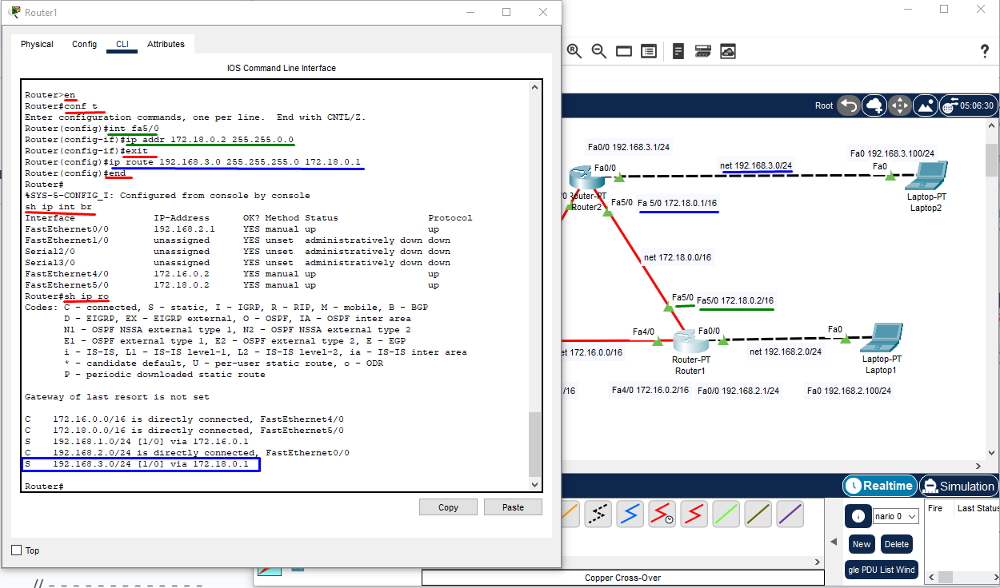 Router1
Physical Config CLI Attributes
IOS Command Line Interface
Router>en
Router#conf t
Enter configuration commands, one per line.  End with CNTL/Z.
Router(config)#int fa5/0
Router(config-if)#ip addr 172.18.0.2 255.255.0.0
Router(config-if)#exit
Router(config)#ip route 192.168.3.0 255.255.255.0 172.18.0.1
Router(config)#end
Router#
%SYS-5-CONFIG_I: Configured from console by console
sh ip int br
Interface IP-Address OK? Method Status Protocol
FastEthernet0/0 192.168.2.1 YES manual up up
FastEthernet1/0 unassigned YES unset administratively down down
Serial2/0 unassigned YES unset administratively down down
Serial3/0 unassigned YES unset administratively down down
FastEthernet4/0 172.16.0.2 YES manual up up
FastEthernet5/0 172.18.0.2 YES manual up up
Router#sh ip ro
Codes: C - connected, S - static, I - IGRP, R - RIP, M - mobile, B - BGP
D - EIGRP, EX - EIGRP external, O - OSPF, IA - OSPF inter area
N1 - OSPF NSSA external type 1, N2 - OSPF NSSA external type 2
E1 - OSPF external type 1, E2 - OSPF external type 2, E - EGP
i - IS-IS, L1 - IS-IS level-1, L2 - IS-IS level-2, ia - IS-IS inter area
* - candidate default, U - per-user static route, o - ODR
P - periodic downloaded static route
Gateway of last resort is not set
C 172.16.0.0/16 is directly connected, FastEthernet4/0
C 172.18.0.0/16 is directly connected, FastEthernet5/0
S 192.168.1.0/24 [1/0] via 172.16.0.1
C 192.168.2.0/24 is directly connected, FastEthernet0/0
S 192.168.3.0/24 [1/0] via 172.18.0.1
Router#
Copy Paste
Top
// - - - - - - - - - - - - -
?
Root 05:06:30
Fa0/0 192.168.3.1/24
Fa0 192.168.3.100/24
Fa0/0
net 192.168.3.0/24
Fa0
/0 Router-PT
Router2
Fa5/0 Fa 5/0 172.18.0.1/16
Laptop-PT
Laptop2
net 172.18.0.0/16
Fa5/0 Fa5/0 172.18.0.2/16
Fa4/0 Fa0/0
Fa0
et 172.16.0.0/16
net 192.168.2.0/24
Router-PT
Router1
Laptop-PT
Laptop1
/16 Fa4/0 172.16.0.2/16 Fa0/0 192.168.2.1/24 Fa0 192.168.2.100/24
Realtime Simulation
nario 0
Fire Last Status
New Delete
gle PDU List Wind
Copper Cross-Over